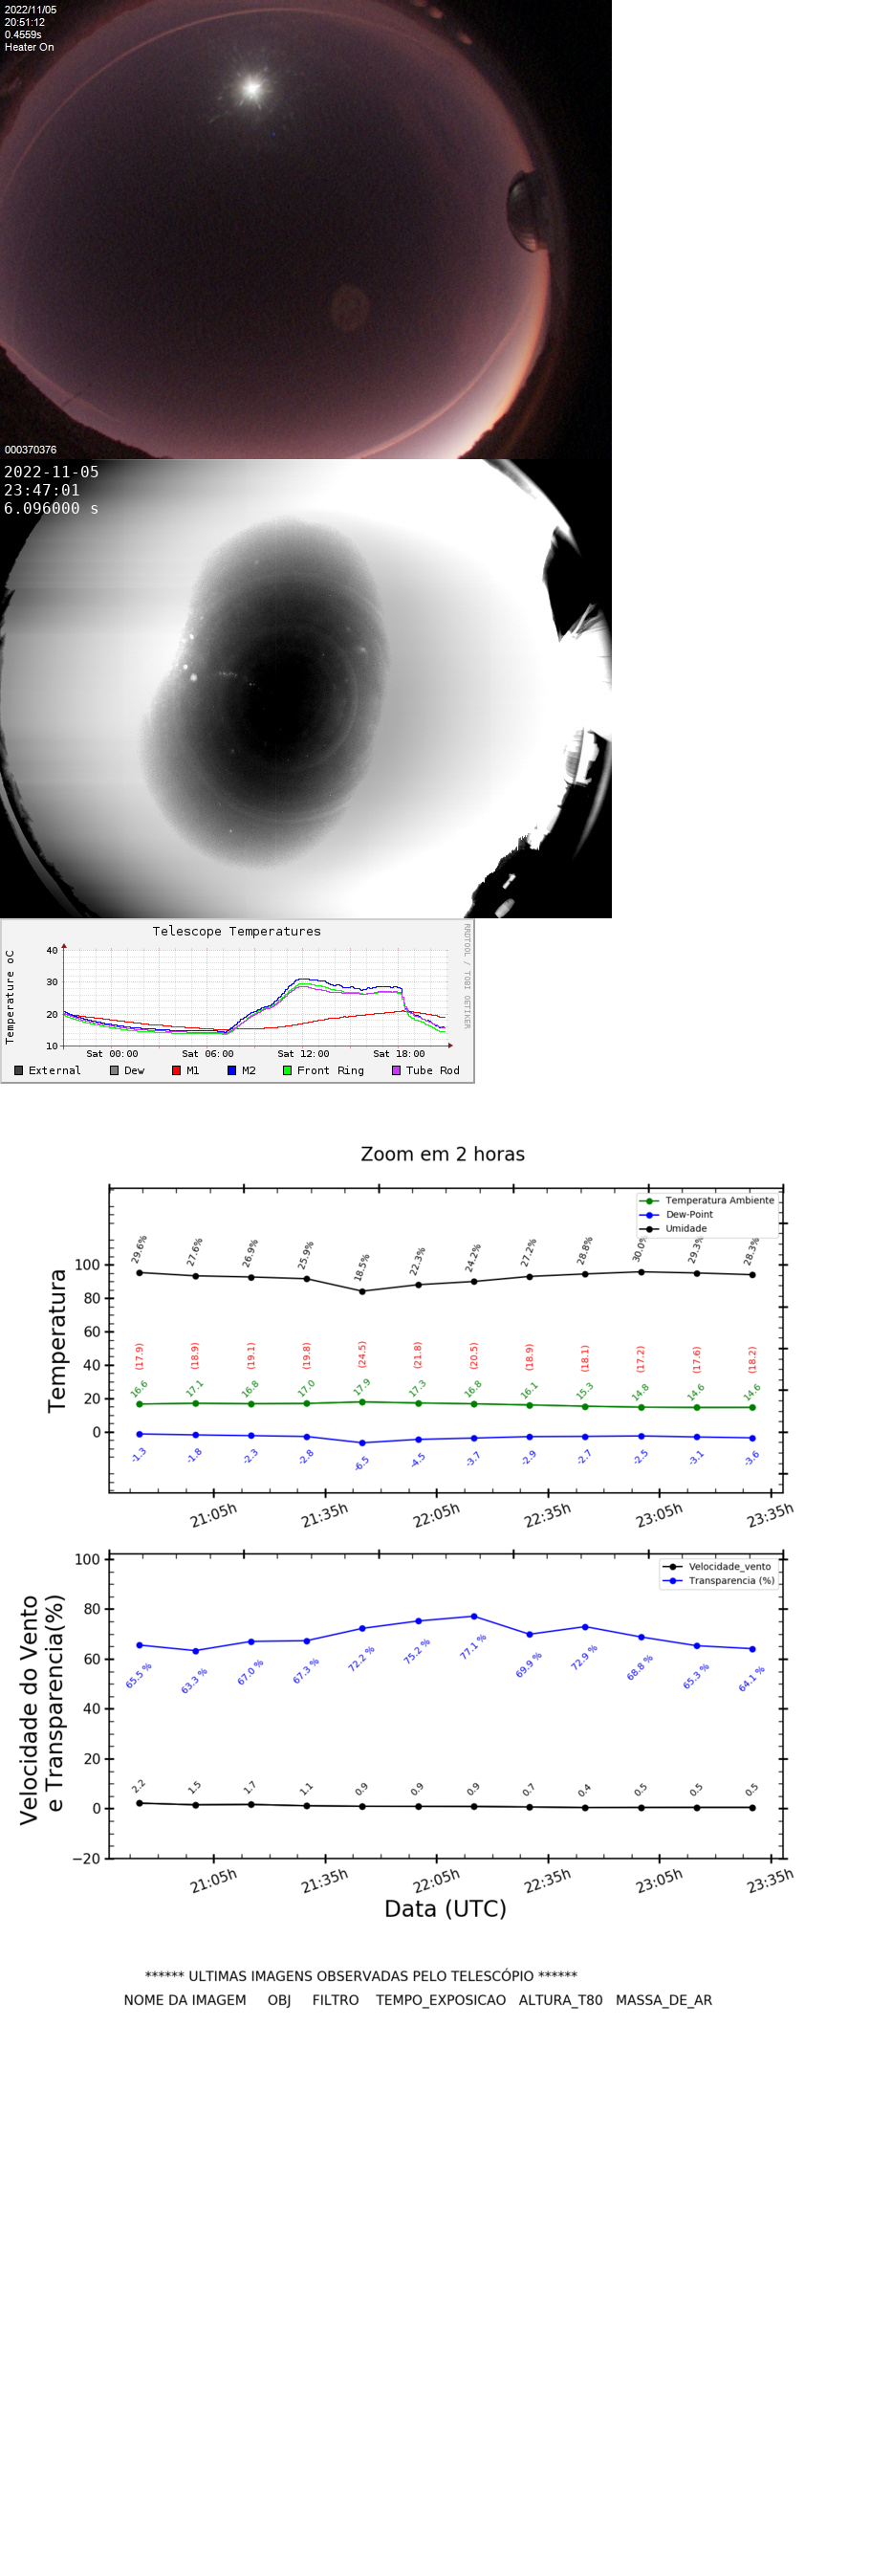 2022/11/05
20:51:12
0.4559s
Heater On
000370376
2022-11-05
23:47:01
6.096000 s
Telescope Temperatures
RRDTOOL / TOBI OETIKER
Temperature oC
40
30
20
10
Sat 00:00 Sat 06:00 Sat 12:00 Sat 18:00
External Dew M1 M2 Front Ring Tube Rod
Zoom em 2 horas
Temperatura Ambiente
Dew-Point
Umidade
Temperatura
100
80
60
40
20
0
29.6% 27.6% 26.9% 25.9% 18.5% 22.3% 24.2% 27.2% 28.8% 30.0% 29.3% 28.3%
(17.9) (18.9) (19.1) (19.8) (24.5) (21.8) (20.5) (18.9) (18.1) (17.2) (17.6) (18.2)
16.6 17.1 16.8 17.0 17.9 17.3 16.8 16.1 15.3 14.8 14.6 14.6
-1.3 -1.8 -2.3 -2.8 -6.5 -4.5 -3.7 -2.9 -2.7 -2.5 -3.1 -3.6
21:05h 21:35h 22:05h 22:35h 23:05h 23:35h
Velocidade_vento
Transparencia (%)
Velocidade do Vento
e Transparencia(%)
100
80
60
40
20
0
−20
65.5 % 63.3 % 67.0 % 67.3 % 72.2 % 75.2 % 77.1 % 69.9 % 72.9 % 68.8 % 65.3 % 64.1 %
2.2 1.5 1.7 1.1 0.9 0.9 0.9 0.7 0.4 0.5 0.5 0.5
21:05h 21:35h 22:05h 22:35h 23:05h 23:35h
Data (UTC)
****** ULTIMAS IMAGENS OBSERVADAS PELO TELESCÓPIO ******
NOME DA IMAGEM OBJ FILTRO TEMPO_EXPOSICAO ALTURA_T80 MASSA_DE_AR